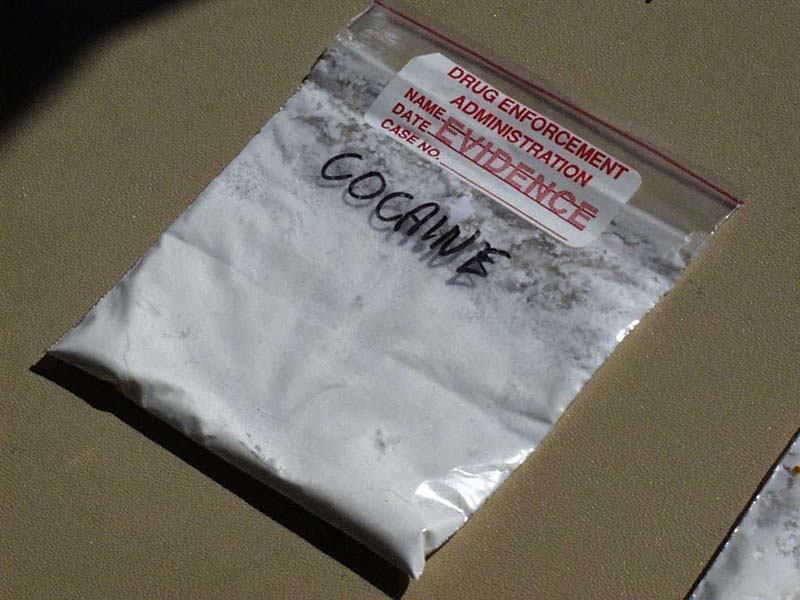 DRUG ENFORCEMENT
ADMINISTRATION
NAME
DATE
EVIDENCE
CASE NO.
COCAINE